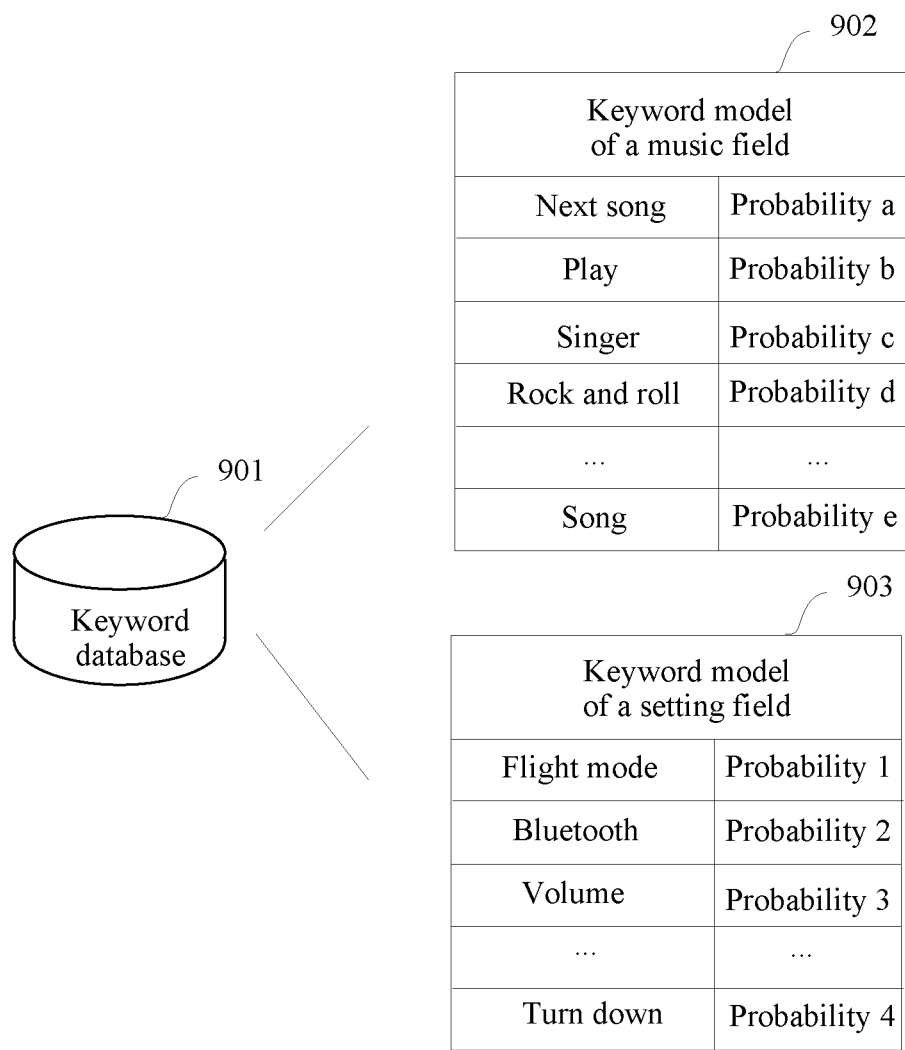 902
Keyword model
of a music field
Next song Probability a
Play Probability b
Singer Probability c
Rock and roll Probability d
... ...
Song Probability e
901
Keyword
database
903
Keyword model
of a setting field
Flight mode Probability 1
Bluetooth Probability 2
Volume Probability 3
... ...
Turn down Probability 4